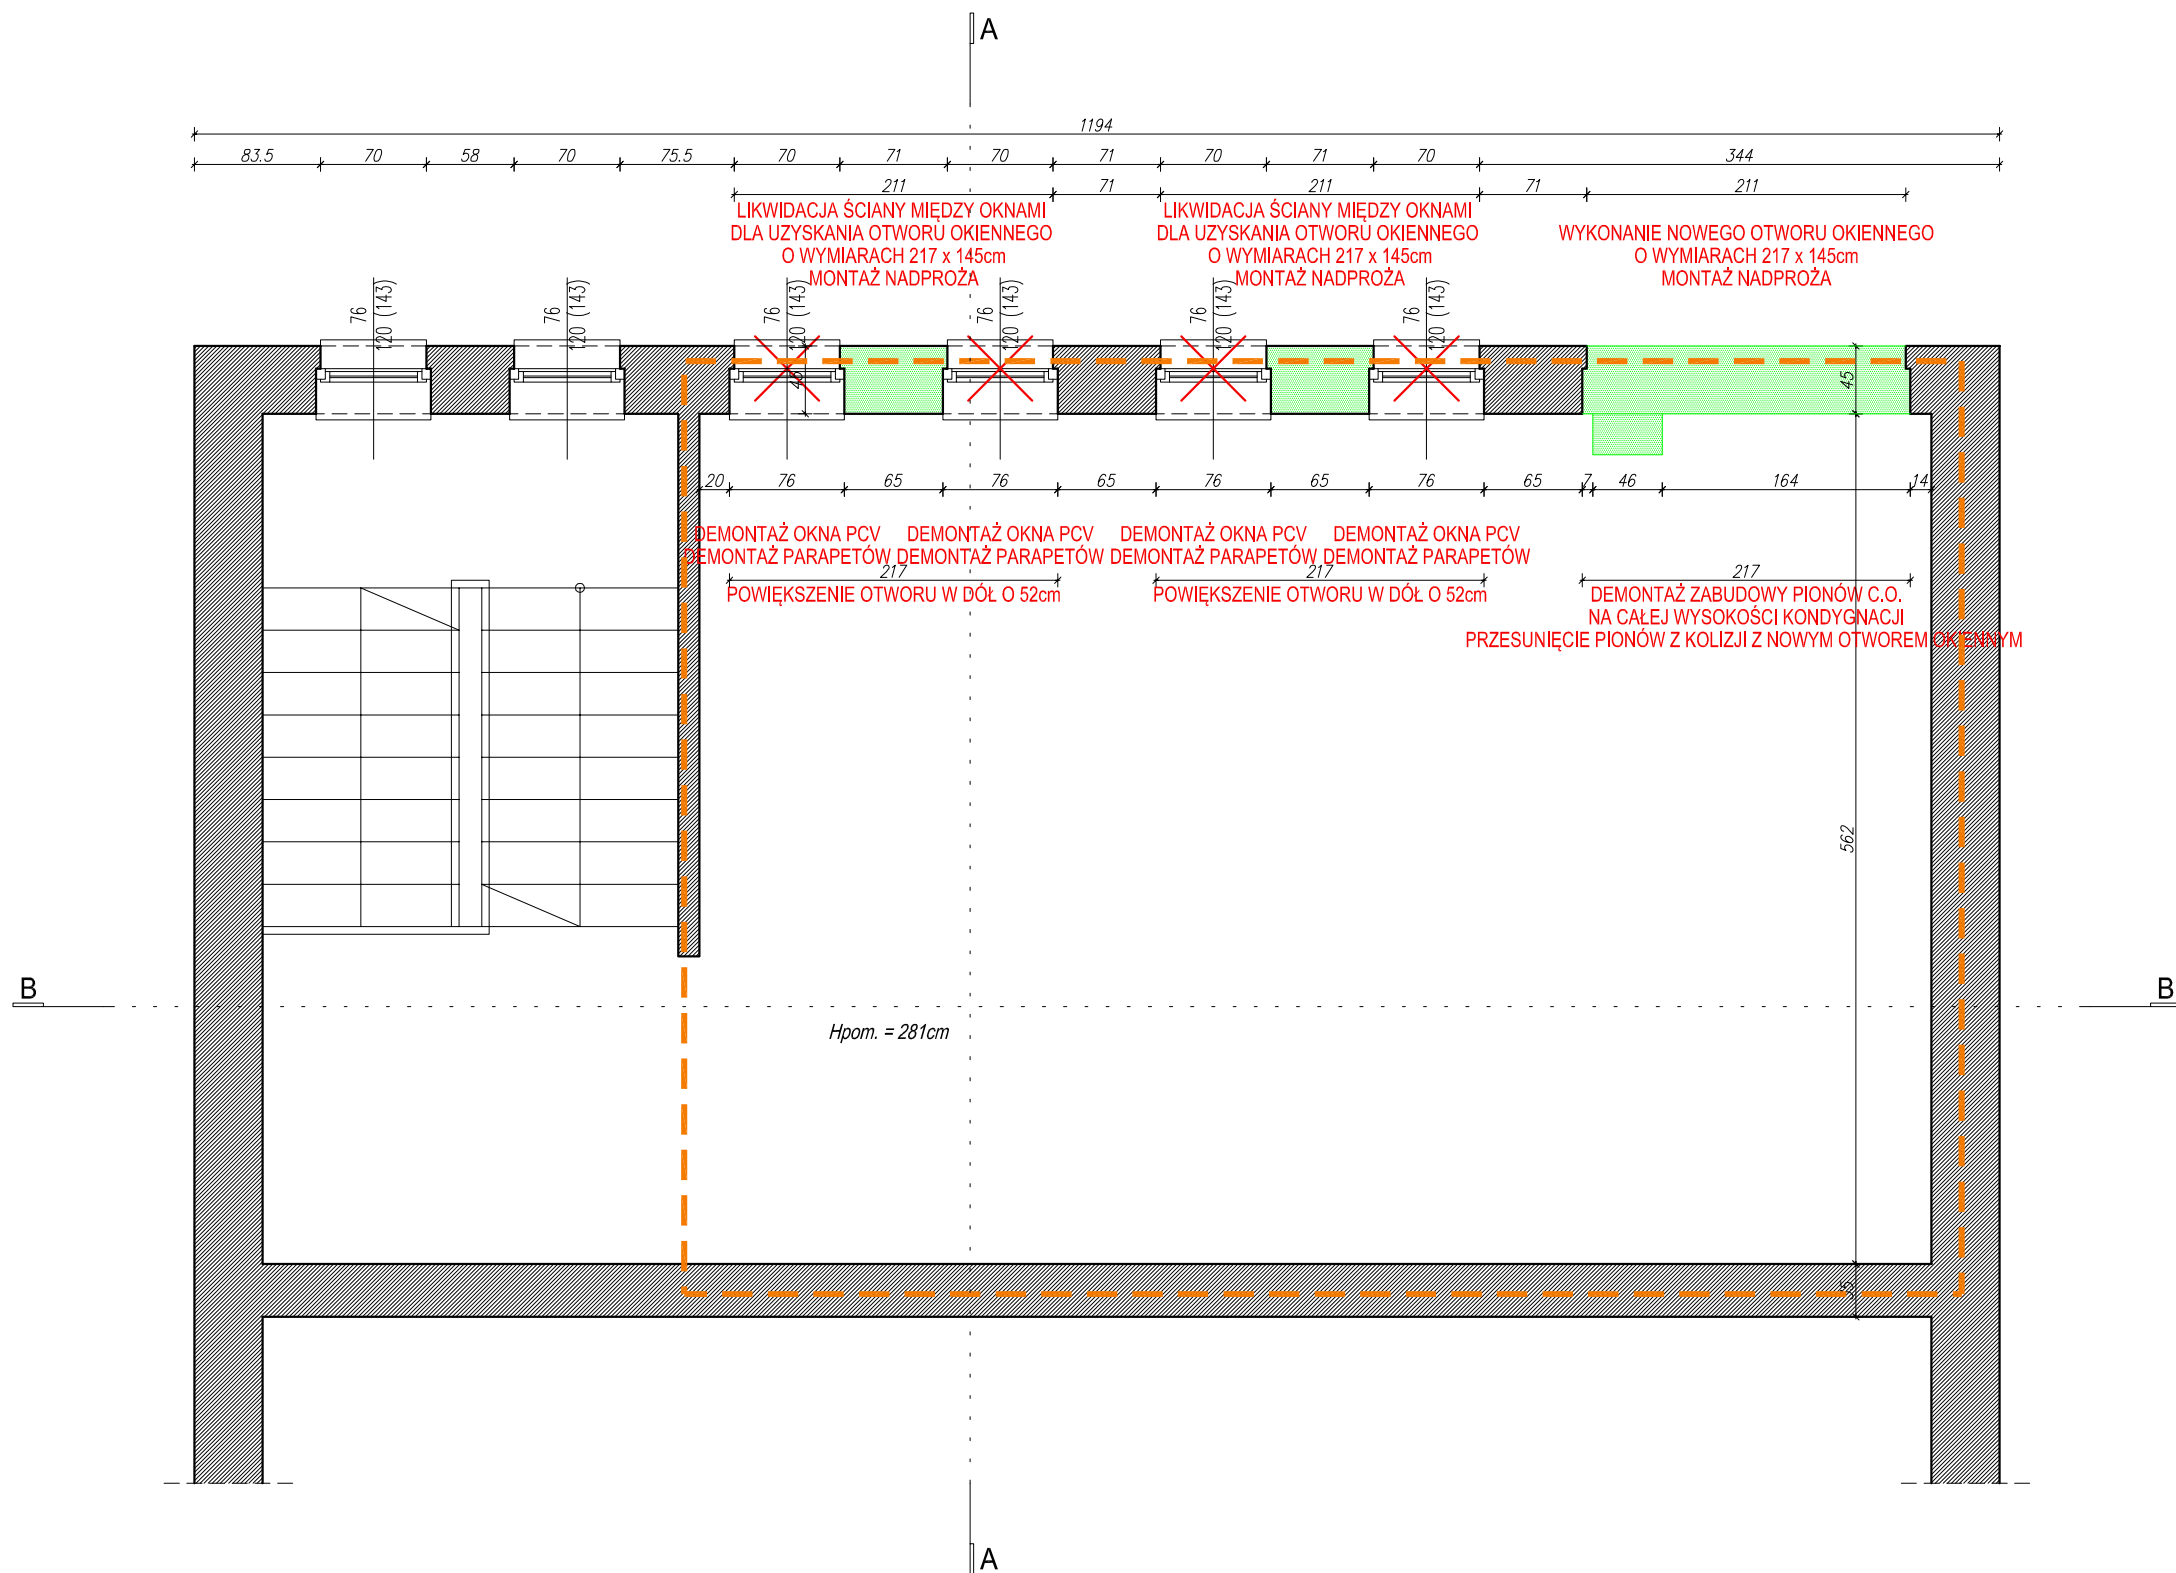 A
1194
83.5 70 58 70 75.5 70 71 70 71 70 71 70 344
211 71 211 71 211
LIKWIDACJA ŚCIANY MIĘDZY OKNAMI
DLA UZYSKANIA OTWORU OKIENNEGO
O WYMIARACH 217 x 145cm
MONTAŻ NADPROŻA
LIKWIDACJA ŚCIANY MIĘDZY OKNAMI
DLA UZYSKANIA OTWORU OKIENNEGO
O WYMIARACH 217 x 145cm
MONTAŻ NADPROŻA
WYKONANIE NOWEGO OTWORU OKIENNEGO
O WYMIARACH 217 x 145cm
MONTAŻ NADPROŻA
76
120 (143)
76
120 (143)
76
120 (143)
76
120 (143)
76
120 (143)
76
120 (143)
45
45
20 76 65 76 65 76 65 76 65 7 46 164 14
DEMONTAŻ OKNA PCV
DEMONTAŻ PARAPETÓW
DEMONTAŻ OKNA PCV
DEMONTAŻ PARAPETÓW
DEMONTAŻ OKNA PCV
DEMONTAŻ PARAPETÓW
DEMONTAŻ OKNA PCV
DEMONTAŻ PARAPETÓW
217 217 217
POWIĘKSZENIE OTWORU W DÓŁ O 52cm
POWIĘKSZENIE OTWORU W DÓŁ O 52cm
DEMONTAŻ ZABUDOWY PIONÓW C.O.
NA CAŁEJ WYSOKOŚCI KONDYGNACJI
PRZESUNIĘCIE PIONÓW Z KOLIZJI Z NOWYM OTWOREM OKIENNYM
562
B
B
Hpom. = 281cm
35
A